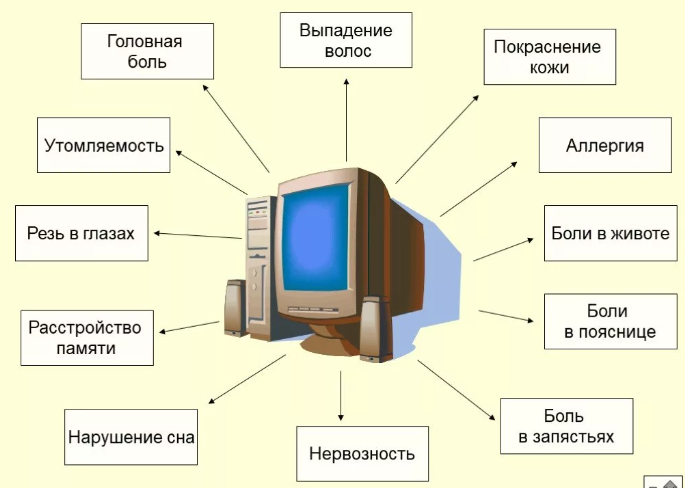 Головная
боль
Выпадение
волос
Покраснение
кожи
Утомляемость
Аллергия
Резь в глазах
Боли в животе
Расстройство
памяти
Боли
в пояснице
Нарушение сна
Нервозность
Боль
в запястьях